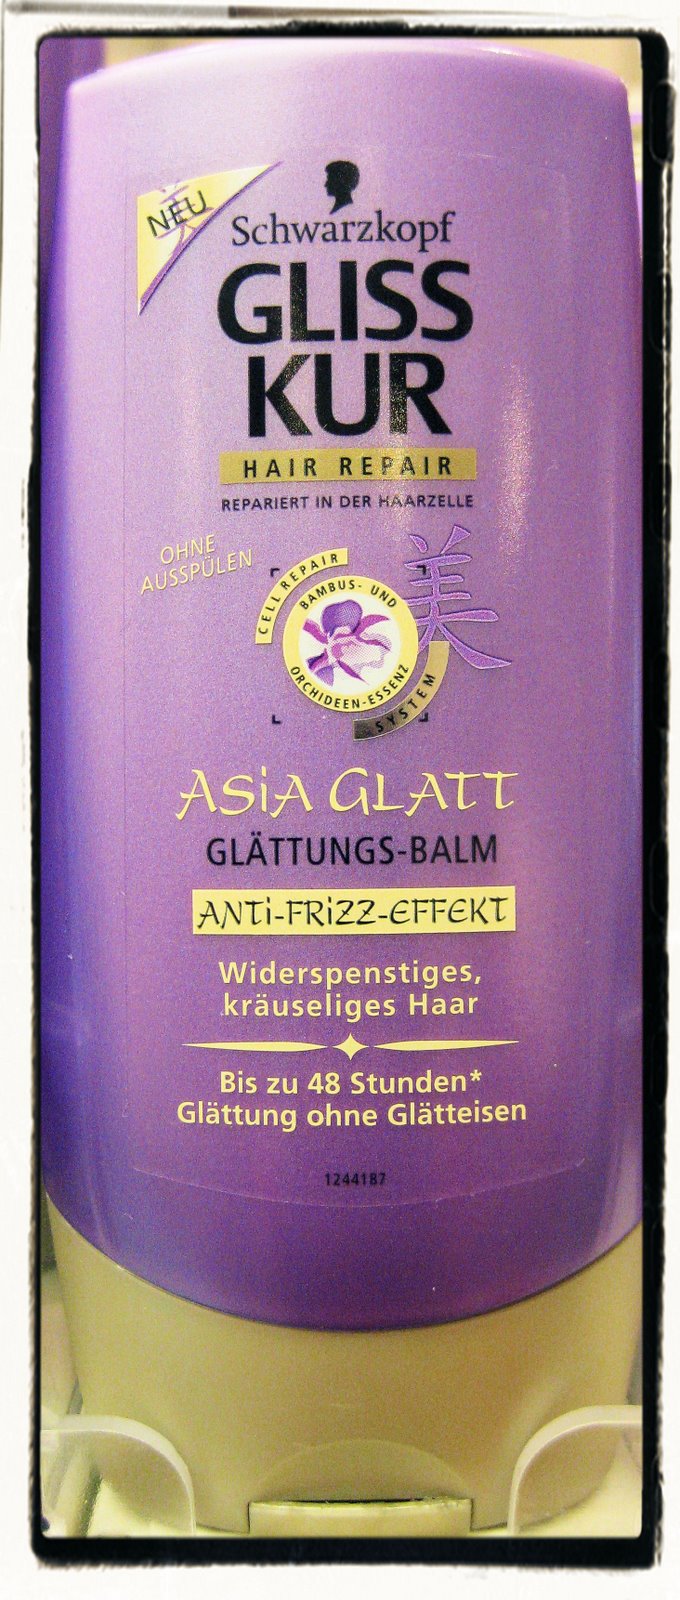 美
NEU
Schwarzkopf
GLISS
KUR
HAIR REPAIR
REPARIERT IN DER HAARZELLE
OHNE
AUSSPÜLEN
CELL REPAIR
BAMBUS- UND
ORCHIDEEN-ESSENZ
SYSTEM
美
ASiA GLATT
GLÄTTUNGS-BALM
ANTi-FRiZZ-EFFEKT
Widerspenstiges,
kräuseliges Haar
Bis zu 48 Stunden*
Glättung ohne Glätteisen
1244187